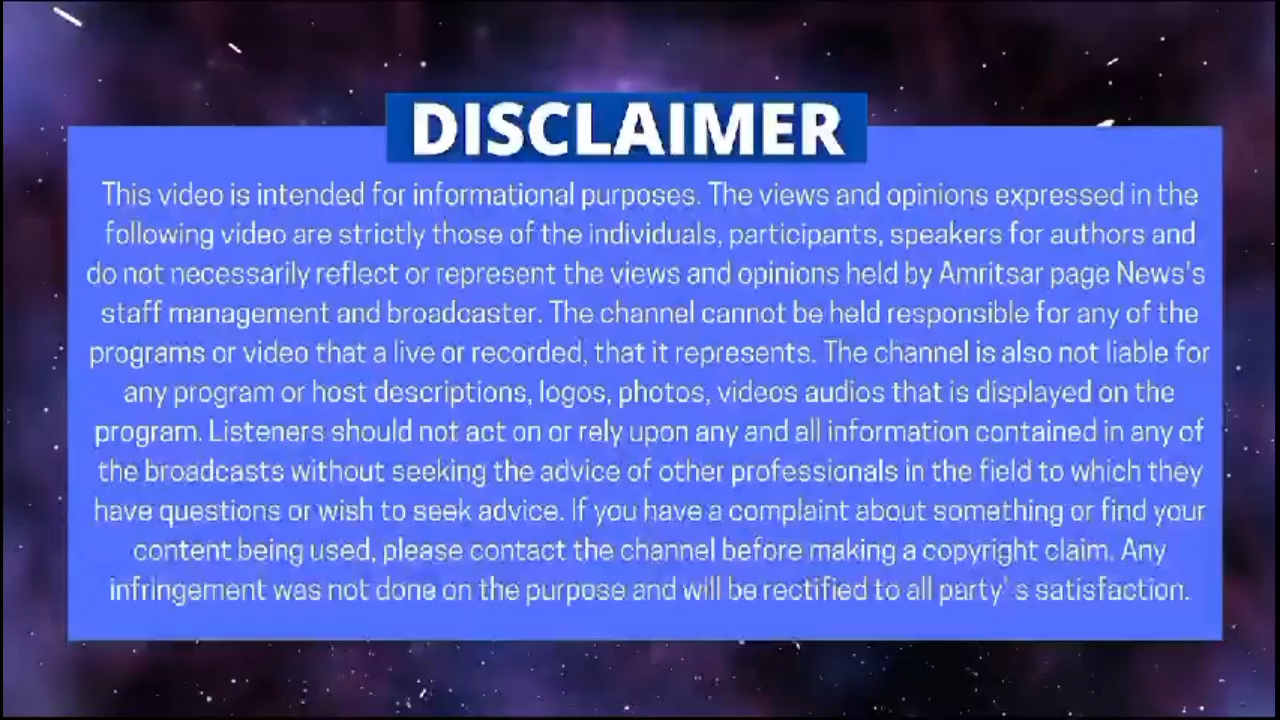 DISCLAIMER
This video is intended for informational purposes. The views and opinions expressed in the
following video are strictly those of the individuals, participants, speakers for authors and
do not necessarily reflect or represent the views and opinions held by Amritsar page News's
staff management and broadcaster. The channel cannot be held responsible for any of the
programs or video that a live or recorded, that it represents. The channel is also not liable for
any program or host descriptions, logos, photos, videos audios that is displayed on the
program. Listeners should not act on or rely upon any and all information contained in any of
the broadcasts without seeking the advice of other professionals in the field to which they
have questions or wish to seek advice. If you have a complaint about something or find your
content being used, please contact the channel before making a copyright claim. Any
infringement was not done on the purpose and will be rectified to all party' s satisfaction.